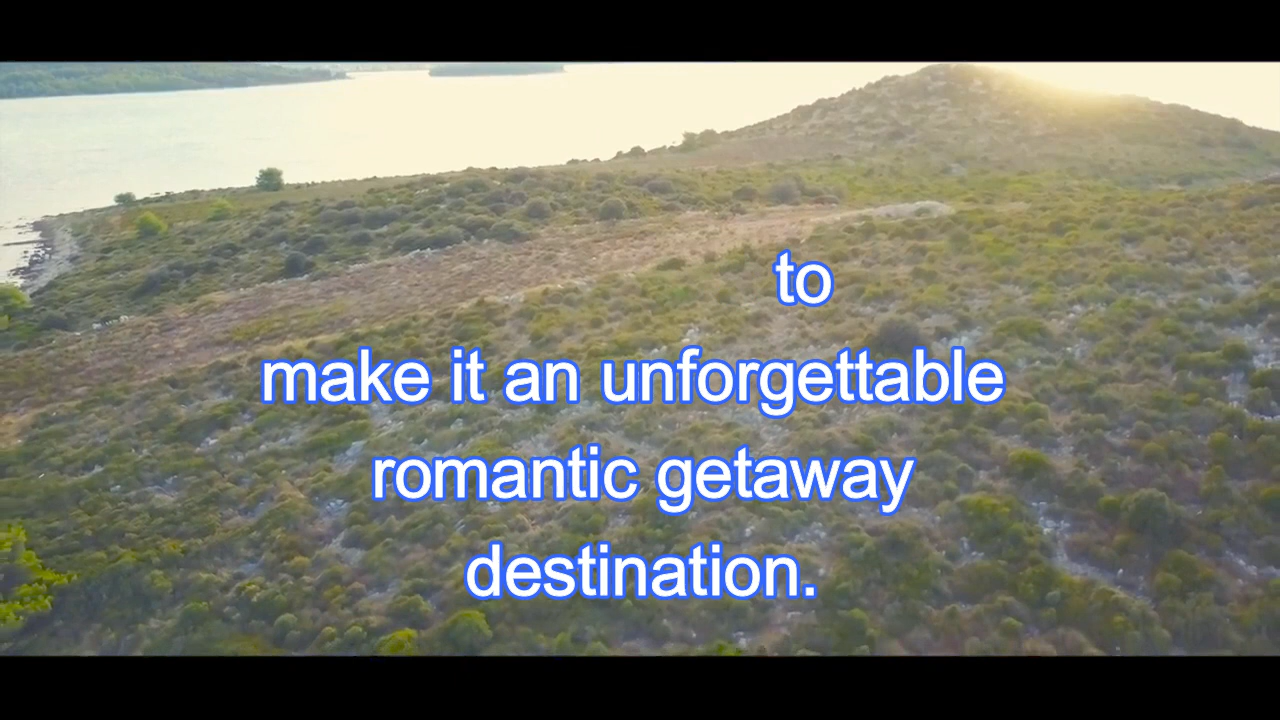 to
make it an unforgettable
romantic getaway
destination.